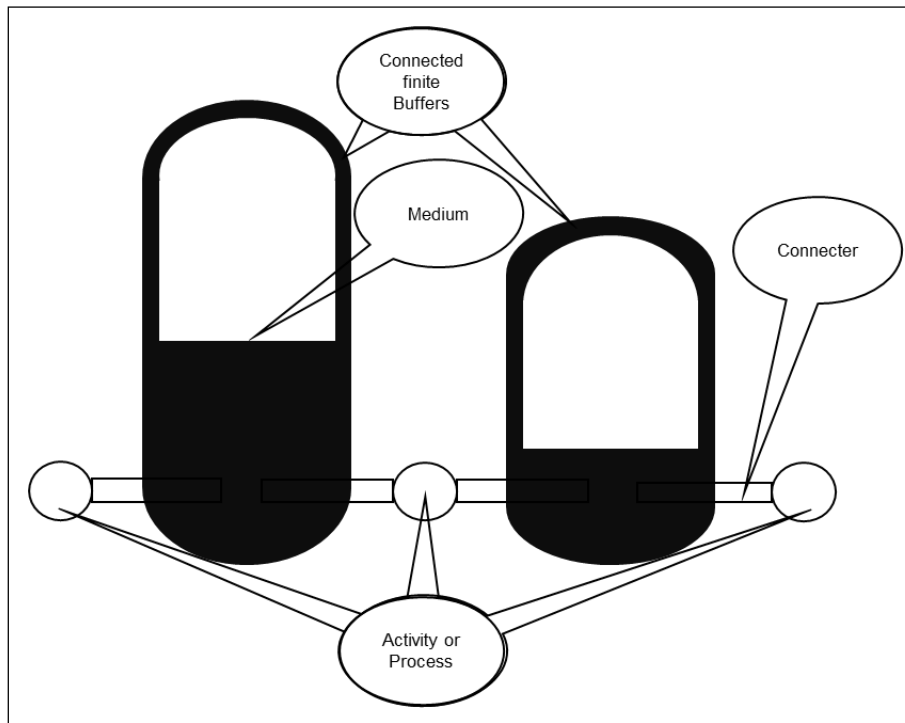 Connected
finite
Buffers
Medium
Connecter
Activity or
Process